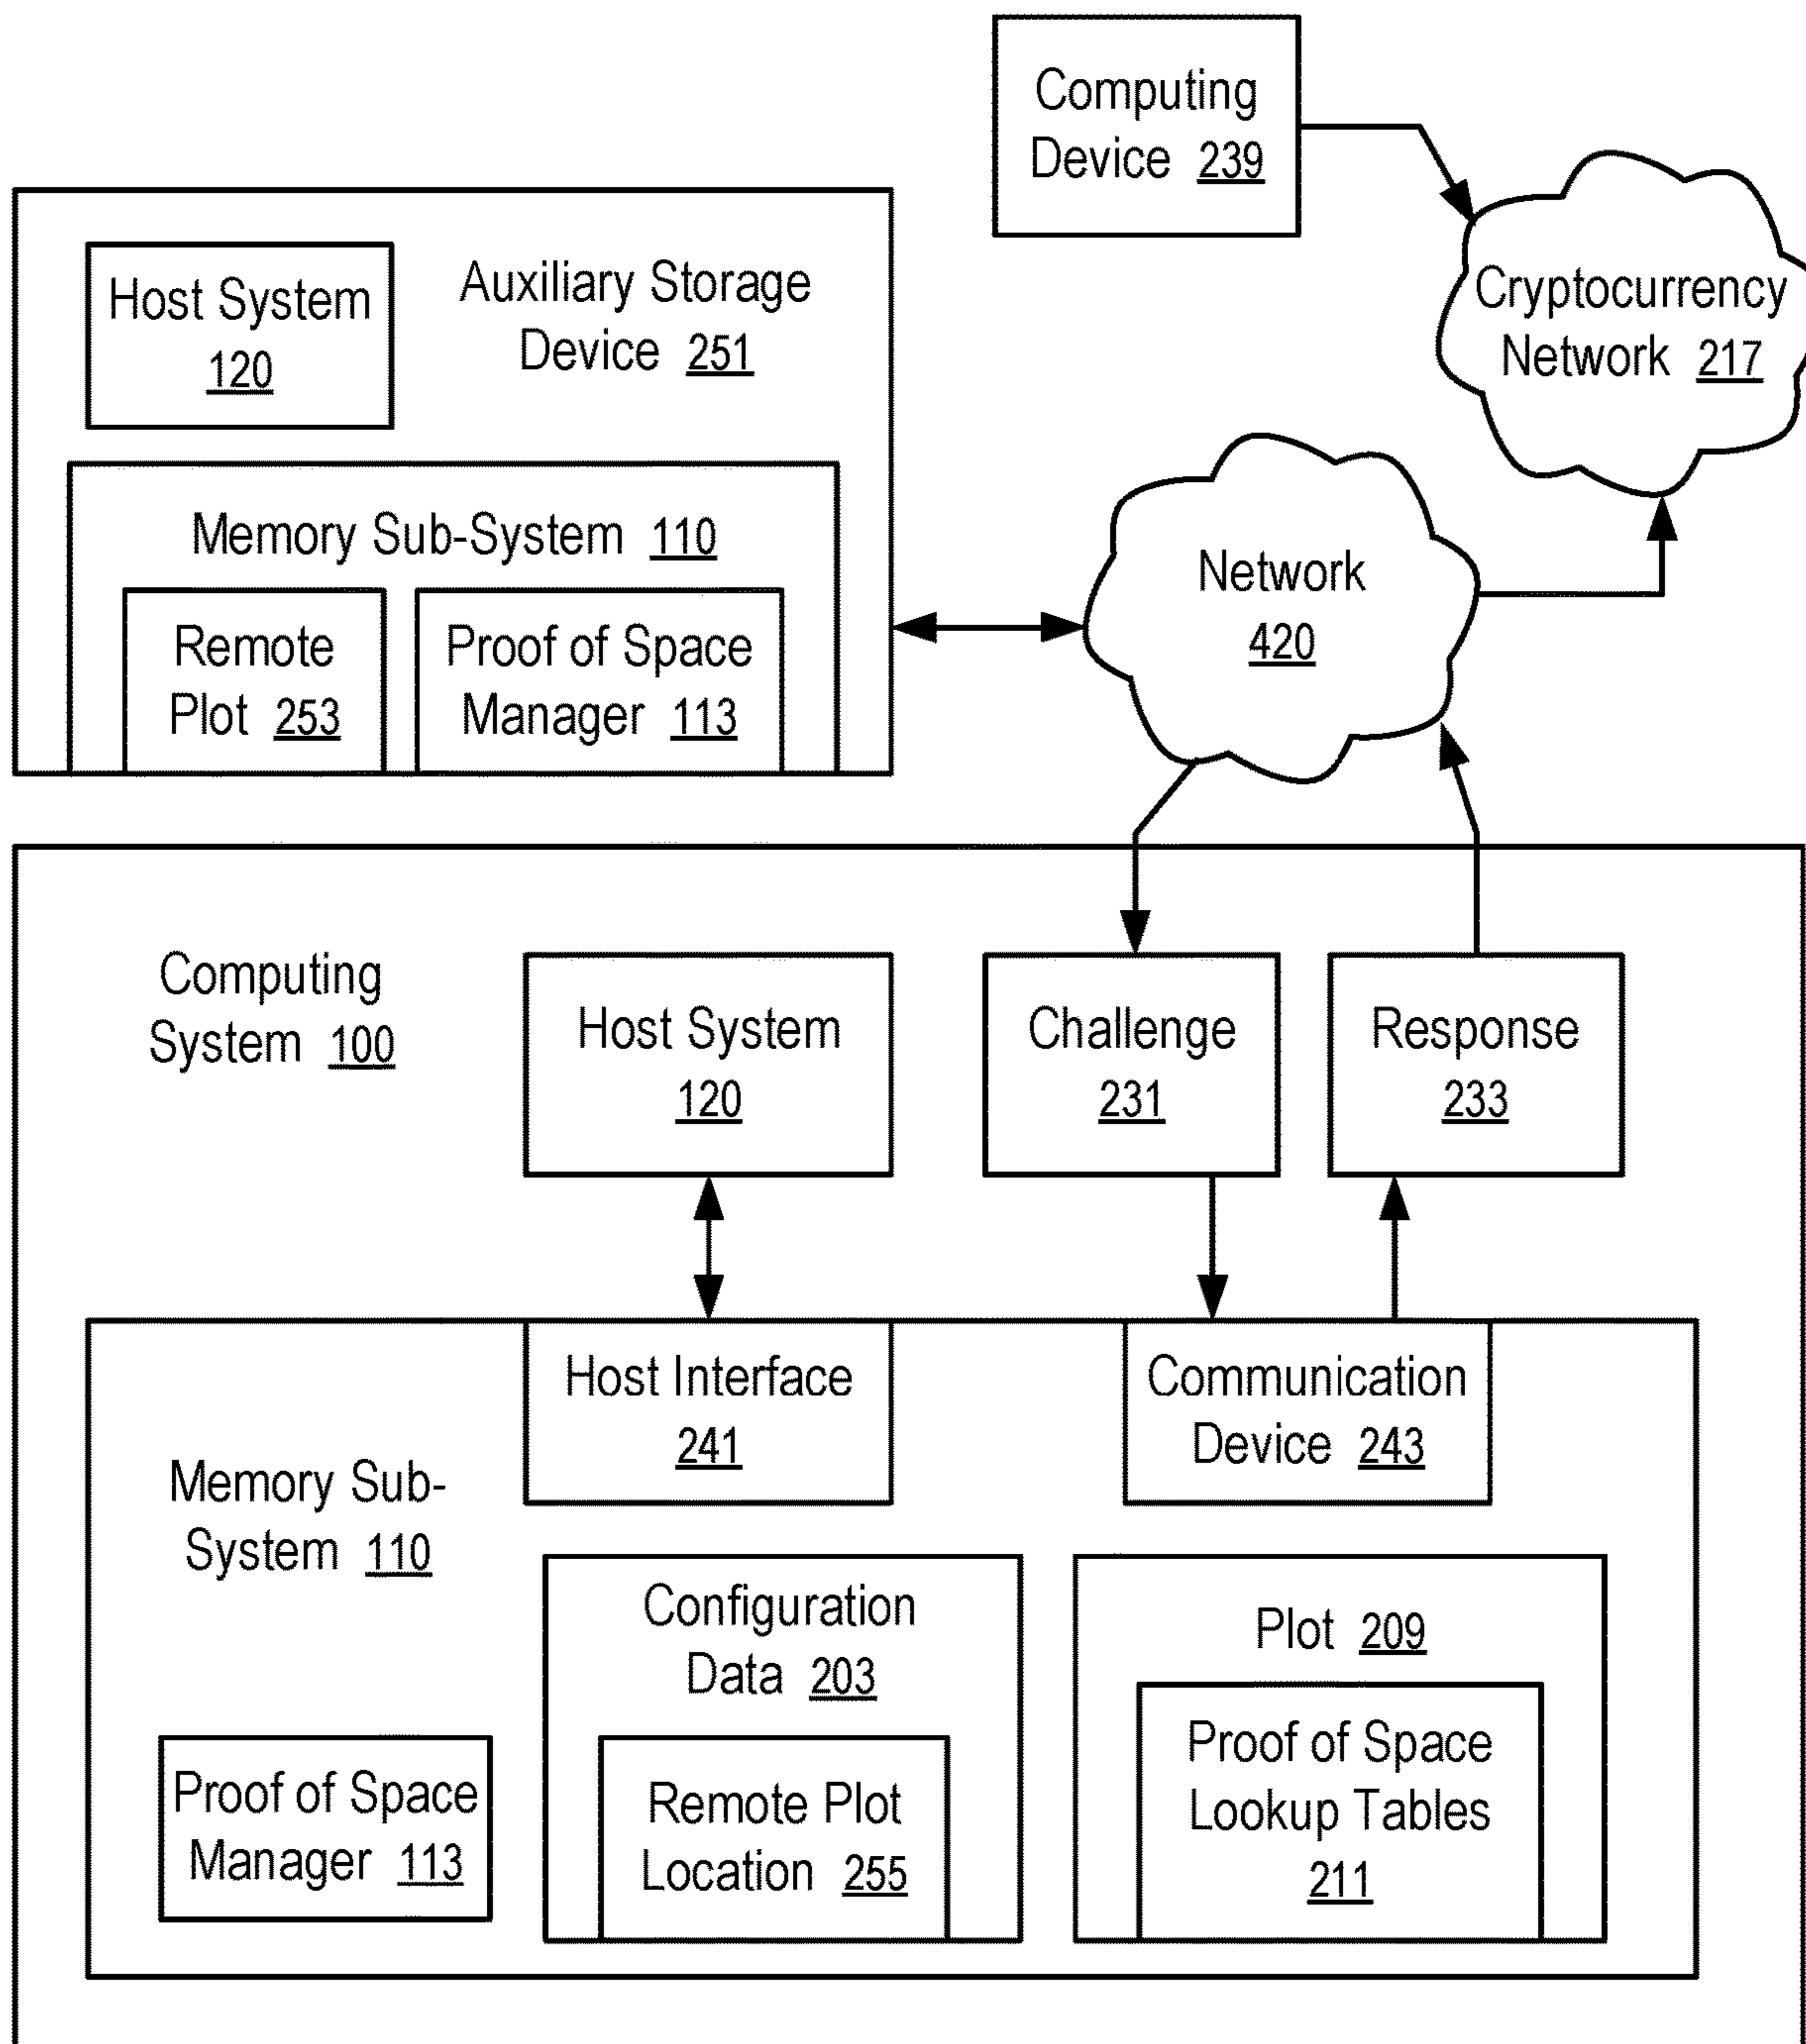 Computing
Device 239
Cryptocurrency
Network 217
Host System
120
Auxiliary Storage
Device 251
Memory Sub-System 110
Remote
Plot 253
Proof of Space
Manager 113
Network
420
Computing
System 100
Host System
120
Challenge
231
Response
233
Host Interface
241
Communication
Device 243
Memory Sub-
System 110
Configuration
Data 203
Plot 209
Proof of Space
Manager 113
Remote Plot
Location 255
Proof of Space
Lookup Tables
211